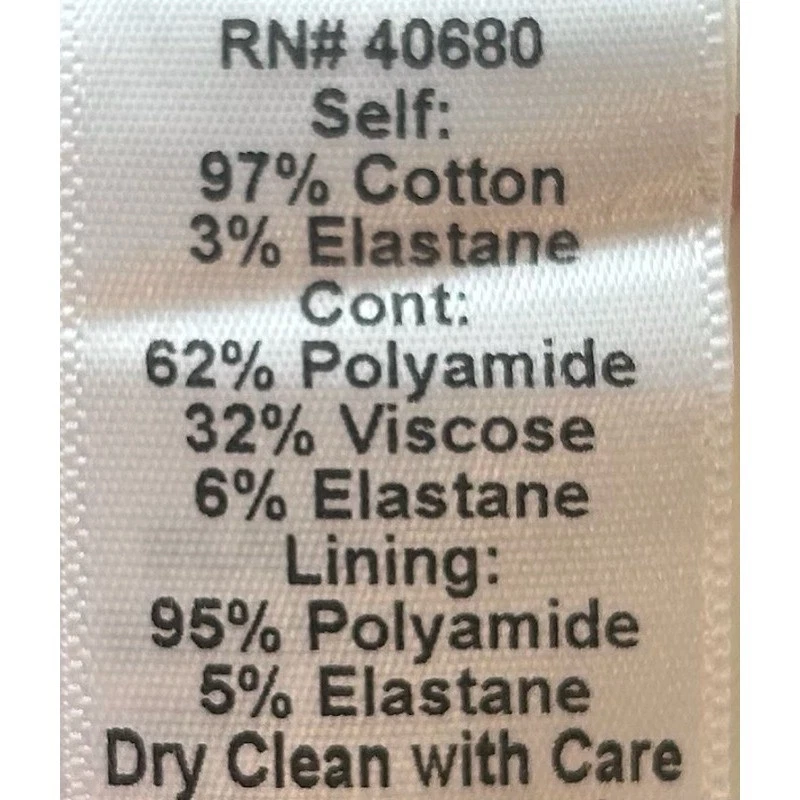 RN# 40680
Self:
97% Cotton
3% Elastane
Cont:
62% Polyamide
32% Viscose
6% Elastane
Lining:
95% Polyamide
5% Elastane
Dry Clean with Care